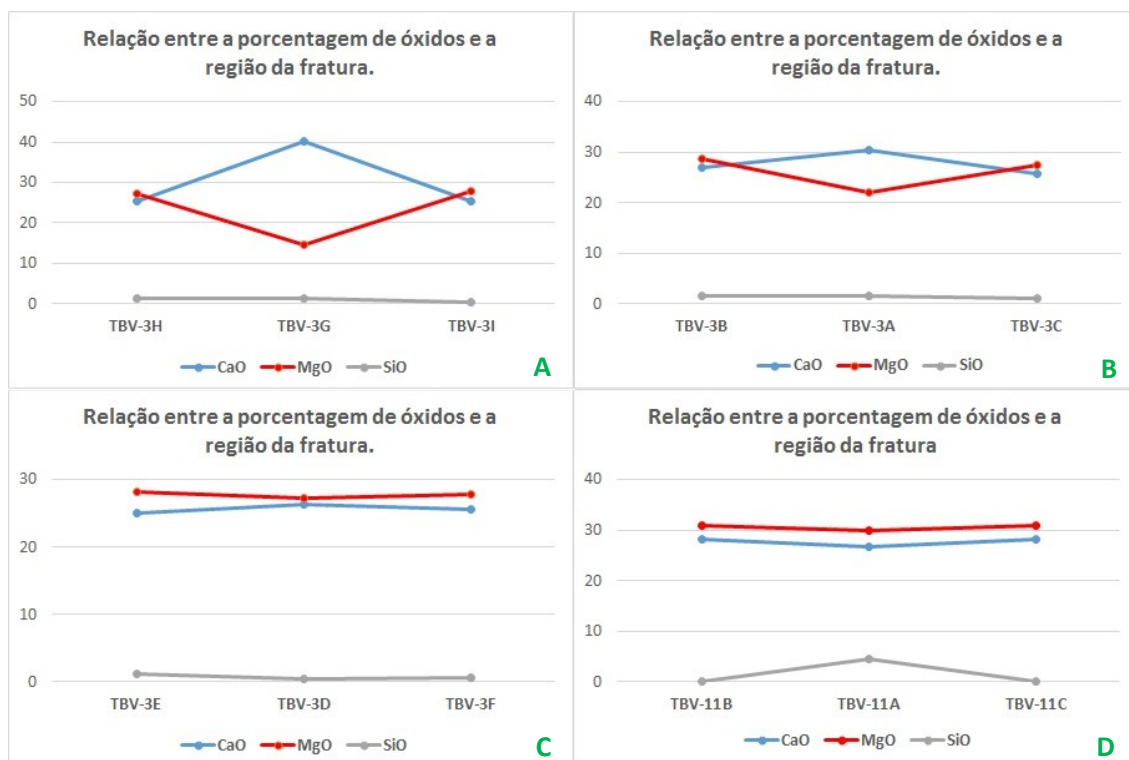 Relação entre a porcentagem de óxidos e a
região da fratura.
50
40
30
20
10
0
TBV-3H TBV-3G TBV-3I
CaO MgO SiO
A
Relação entre a porcentagem de óxidos e a
região da fratura.
40
30
20
10
0
TBV-3B TBV-3A TBV-3C
CaO MgO SiO
B
Relação entre a porcentagem de óxidos e a
região da fratura.
30
20
10
0
TBV-3E TBV-3D TBV-3F
CaO MgO SiO
C
Relação entre a porcentagem de óxidos e a
região da fratura
40
30
20
10
0
TBV-11B TBV-11A TBV-11C
CaO MgO SiO
D